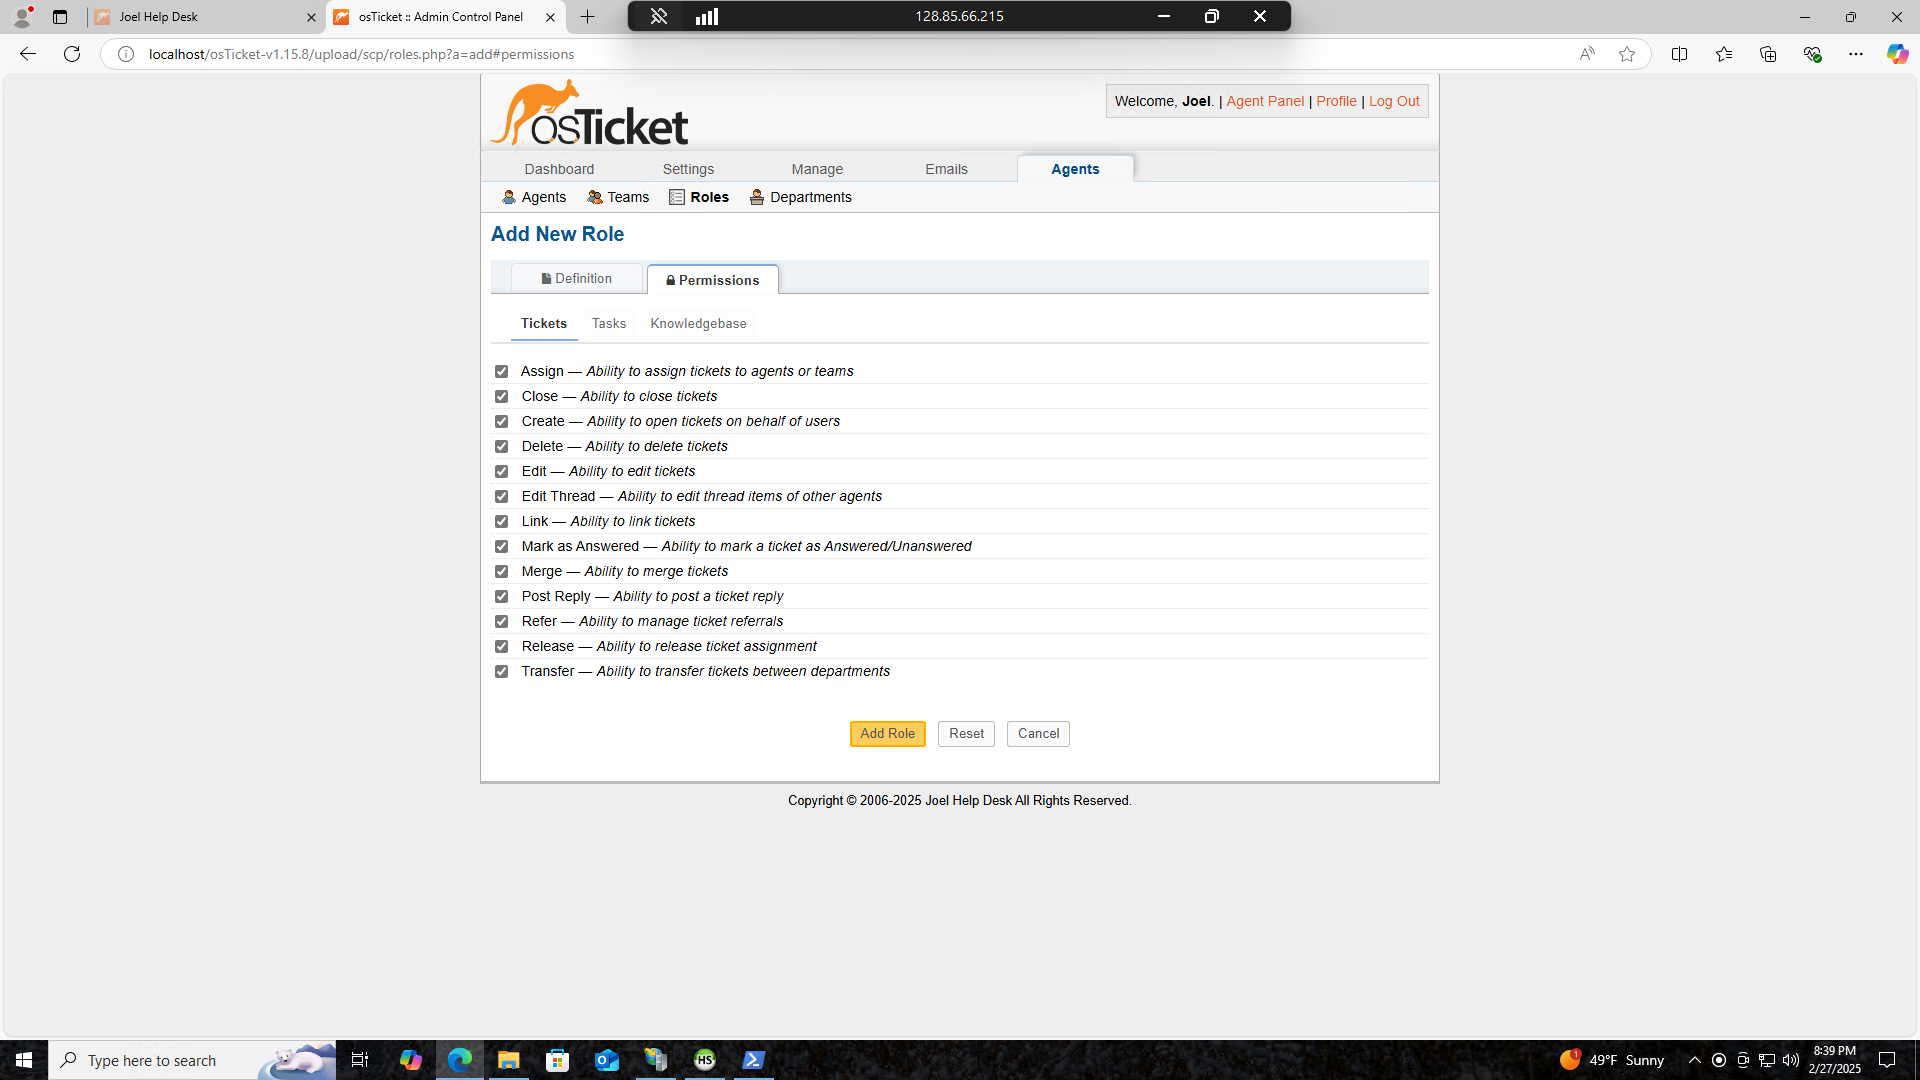 Joel Help Desk
osTicket :: Admin Control Panel
128.85.66.215
localhost/osTicket-v1.15.8/upload/scp/roles.php?a=add#permissions
osTicket
Welcome, Joel. | Agent Panel | Profile | Log Out
Dashboard Settings Manage Emails Agents
Agents Teams Roles Departments
Add New Role
Definition Permissions
Tickets Tasks Knowledgebase
Assign — Ability to assign tickets to agents or teams
Close — Ability to close tickets
Create — Ability to open tickets on behalf of users
Delete — Ability to delete tickets
Edit — Ability to edit tickets
Edit Thread — Ability to edit thread items of other agents
Link — Ability to link tickets
Mark as Answered — Ability to mark a ticket as Answered/Unanswered
Merge — Ability to merge tickets
Post Reply — Ability to post a ticket reply
Refer — Ability to manage ticket referrals
Release — Ability to release ticket assignment
Transfer — Ability to transfer tickets between departments
Add Role Reset Cancel
Copyright © 2006-2025 Joel Help Desk All Rights Reserved.
Type here to search
HS
1
49°F Sunny
8:39 PM
2/27/2025